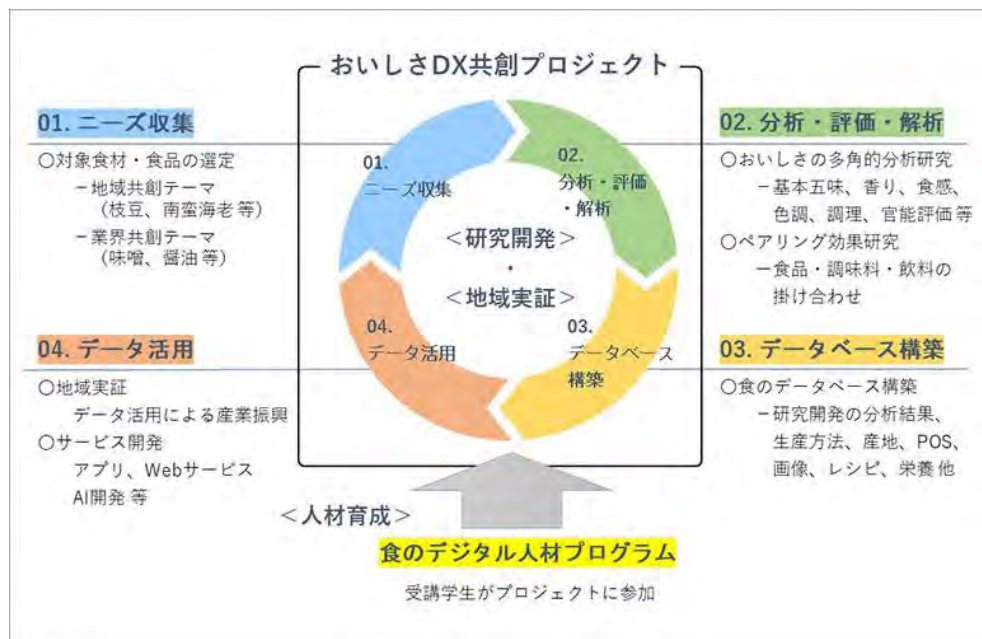 おいしさDX共創プロジェクト
01. ニーズ収集
○対象食材・食品の選定
－地域共創テーマ
（枝豆、南蛮海老 等）
－業界共創テーマ
（味噌、醤油 等）
02. 分析・評価・解析
○おいしさの多角的分析研究
－基本五味、香り、食感、
色調、調理、官能評価 等
○ペアリング効果研究
－食品・調味料・飲料の
掛け合わせ
01.
ニーズ収集
02.
分析・評価
・解析
＜研究開発＞
・
＜地域実証＞
04.
データ活用
03.
データベース
構築
04. データ活用
○地域実証
データ活用による産業振興
○サービス開発
アプリ、Webサービス
AI開発 等
03. データベース構築
○食のデータベース構築
－研究開発の分析結果、
生産方法、産地、POS、
画像、レシピ、栄養 他
＜人材育成＞
食のデジタル人材プログラム
受講学生がプロジェクトに参加